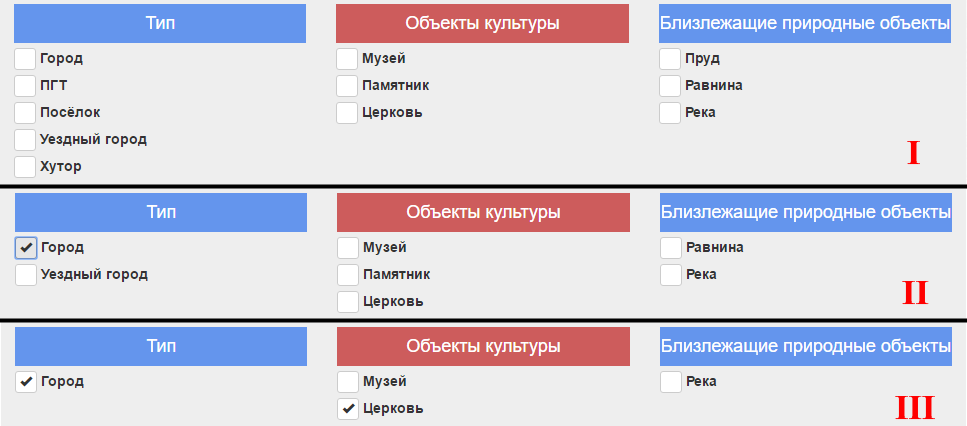 Тип Объекты культуры Близлежащие природные объекты
Город Музей Пруд
ПГТ Памятник Равнина
Посёлок Церковь Река
Уездный город
I
Хутор
Тип Объекты культуры Близлежащие природные объекты
Город Музей Равнина
Уездный город Памятник Река
II
Церковь
Тип Объекты культуры Близлежащие природные объекты
Город Музей Река
Церковь
III